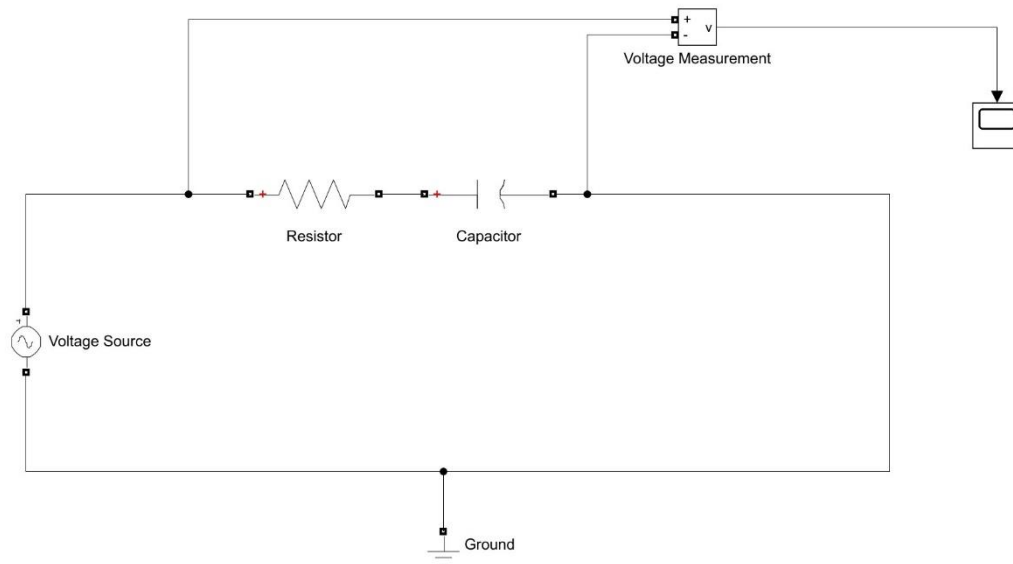 +
v
-
Voltage Measurement
+
+
Resistor
Capacitor
+
Voltage Source
Ground